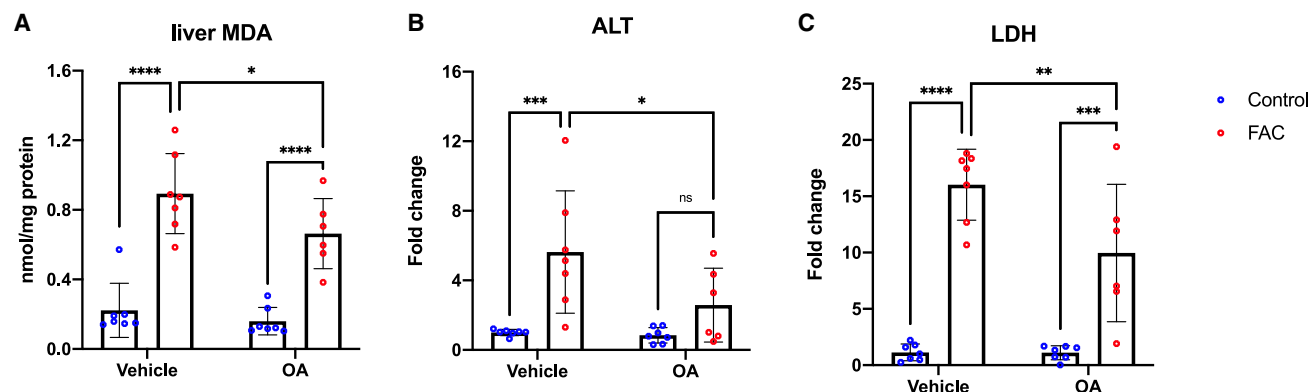 A
liver MDA
nmol/mg protein
1.6
1.2
0.8
0.4
0.0
****
*
****
Vehicle
OA
B
ALT
Fold change
16
12
8
4
0
***
*
ns
Vehicle
OA
C
LDH
Fold change
25
20
15
10
5
0
****
**
***
Vehicle
OA
Control
FAC